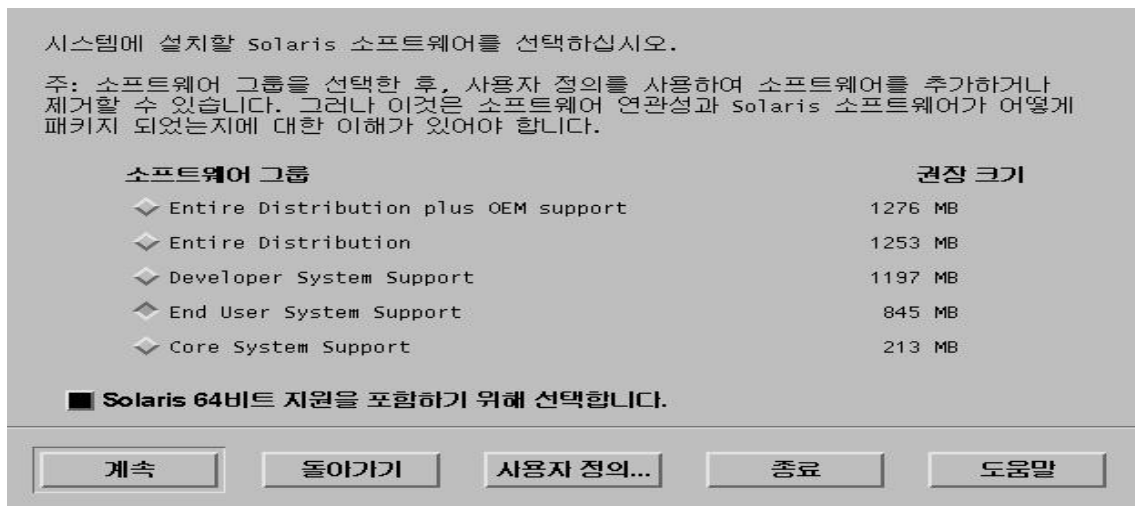 시스템에 설치할 Solaris 소프트웨어를 선택하십시오.
주: 소프트웨어 그룹을 선택한 후, 사용자 정의를 사용하여 소프트웨어를 추가하거나
제거할 수 있습니다. 그러나 이것은 소프트웨어 연관성과 Solaris 소프트웨어가 어떻게
패키지 되었는지에 대한 이해가 있어야 합니다.
소프트웨어 그룹 권장 크기
Entire Distribution plus OEM support 1276 MB
Entire Distribution 1253 MB
Developer System Support 1197 MB
End User System Support 845 MB
Core System Support 213 MB
Solaris 64비트 지원을 포함하기 위해 선택합니다.
계속 돌아가기 사용자 정의... 종료 도움말